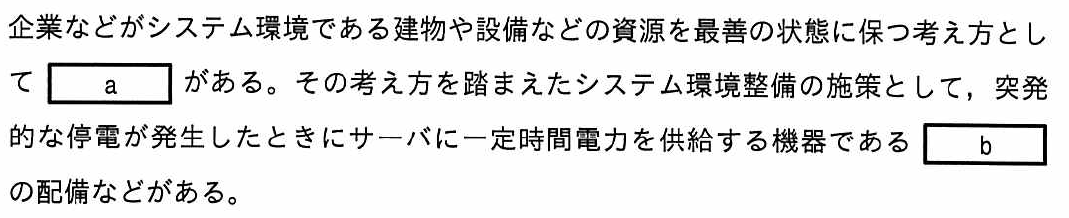 企業などがシステム環境である建物や設備などの資源を最善の状態に保つ考え方とし
て a がある。その考え方を踏まえたシステム環境整備の施策として，突発
的な停電が発生したときにサーバに一定時間電力を供給する機器である b
の配備などがある。